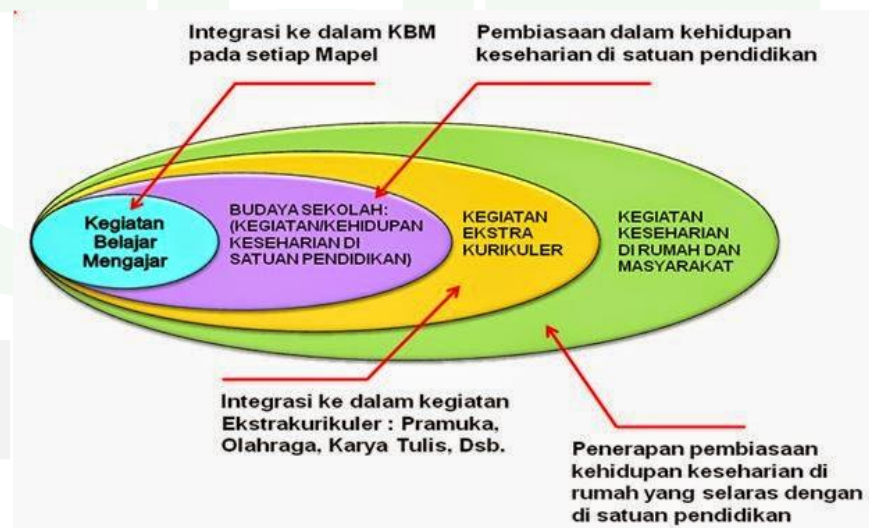 Integrasi ke dalam KBM
pada setiap Mapel
Pembiasaan dalam kehidupan
keseharian di satuan pendidikan
Kegiatan
Belajar
Mengajar
BUDAYA SEKOLAH:
(KEGIATAN/KEHIDUPAN
KESEHARIAN DI
SATUAN PENDIDIKAN)
KEGIATAN
EKSTRA
KURIKULER
KEGIATAN
KESEHARIAN
DI RUMAH DAN
MASYARAKAT
Integrasi ke dalam kegiatan
Ekstrakurikuler : Pramuka,
Olahraga, Karya Tulis, Dsb.
Penerapan pembiasaan
kehidupan keseharian di
rumah yang selaras dengan
di satuan pendidikan